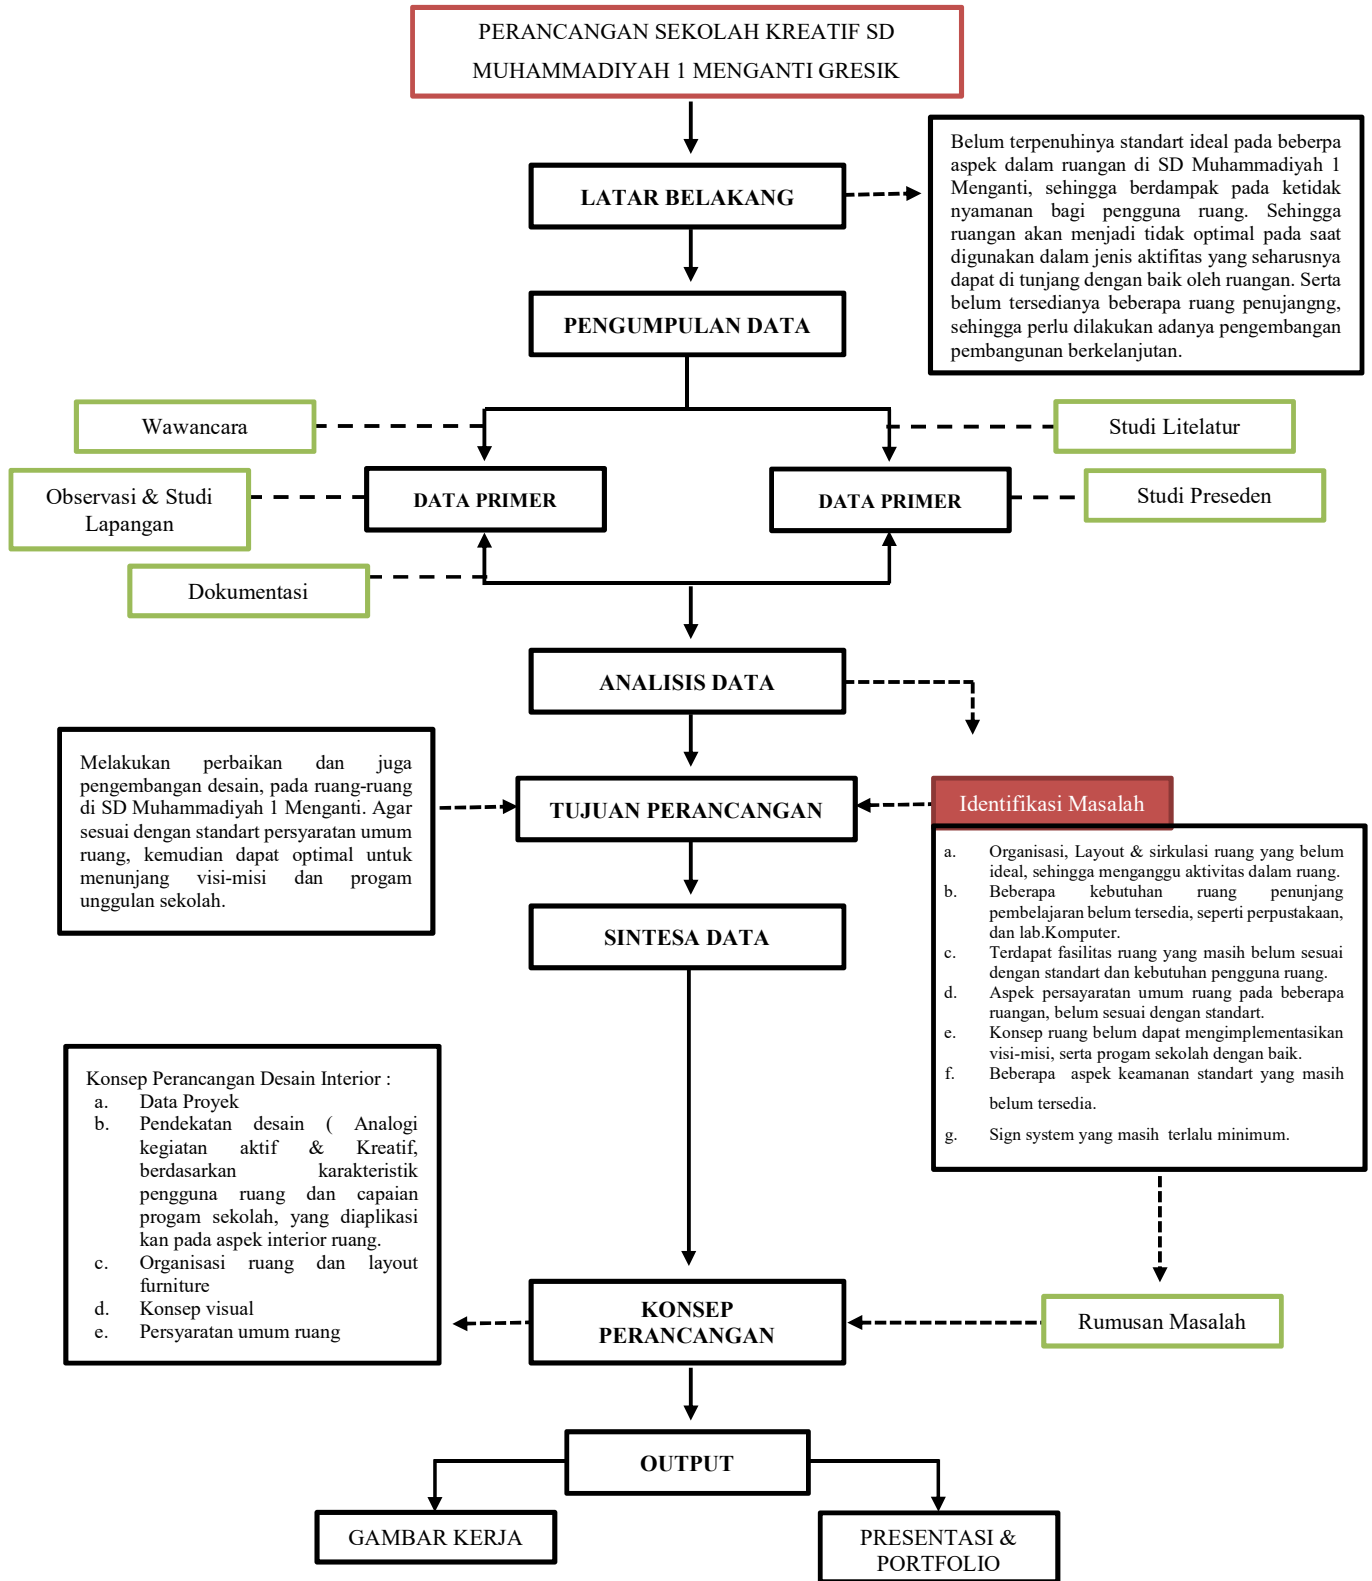 PERANCANGAN SEKOLAH KREATIF SD
MUHAMMADIYAH 1 MENGANTI GRESIK
LATAR BELAKANG
Belum terpenuhinya standart ideal pada beberpa
aspek dalam ruangan di SD Muhammadiyah 1
Menganti, sehingga berdampak pada ketidak
nyamanan bagi pengguna ruang. Sehingga
ruangan akan menjadi tidak optimal pada saat
digunakan dalam jenis aktifitas yang seharusnya
dapat di tunjang dengan baik oleh ruangan. Serta
belum tersedianya beberapa ruang penujangng,
sehingga perlu dilakukan adanya pengembangan
pembangunan berkelanjutan.
PENGUMPULAN DATA
Wawancara
Observasi & Studi
Lapangan
Dokumentasi
DATA PRIMER
DATA PRIMER
Studi Litelatur
Studi Preseden
ANALISIS DATA
Melakukan perbaikan dan juga
pengembangan desain, pada ruang-ruang
di SD Muhammadiyah 1 Menganti. Agar
sesuai dengan standart persyaratan umum
ruang, kemudian dapat optimal untuk
menunjang visi-misi dan progam
unggulan sekolah.
TUJUAN PERANCANGAN
Identifikasi Masalah
a. Organisasi, Layout & sirkulasi ruang yang belum
ideal, sehingga menganggu aktivitas dalam ruang.
b. Beberapa kebutuhan ruang penunjang
pembelajaran belum tersedia, seperti perpustakaan,
dan lab.Komputer.
c. Terdapat fasilitas ruang yang masih belum sesuai
dengan standart dan kebutuhan pengguna ruang.
d. Aspek persayaratan umum ruang pada beberapa
ruangan, belum sesuai dengan standart.
e. Konsep ruang belum dapat mengimplementasikan
visi-misi, serta progam sekolah dengan baik.
f. Beberapa aspek keamanan standart yang masih
belum tersedia.
g. Sign system yang masih terlalu minimum.
SINTESA DATA
Konsep Perancangan Desain Interior :
a. Data Proyek
b. Pendekatan desain ( Analogi
kegiatan aktif & Kreatif,
berdasarkan karakteristik
pengguna ruang dan capaian
progam sekolah, yang diaplikasi
kan pada aspek interior ruang.
c. Organisasi ruang dan layout
furniture
d. Konsep visual
e. Persyaratan umum ruang
KONSEP
PERANCANGAN
Rumusan Masalah
OUTPUT
GAMBAR KERJA
PRESENTASI &
PORTFOLIO